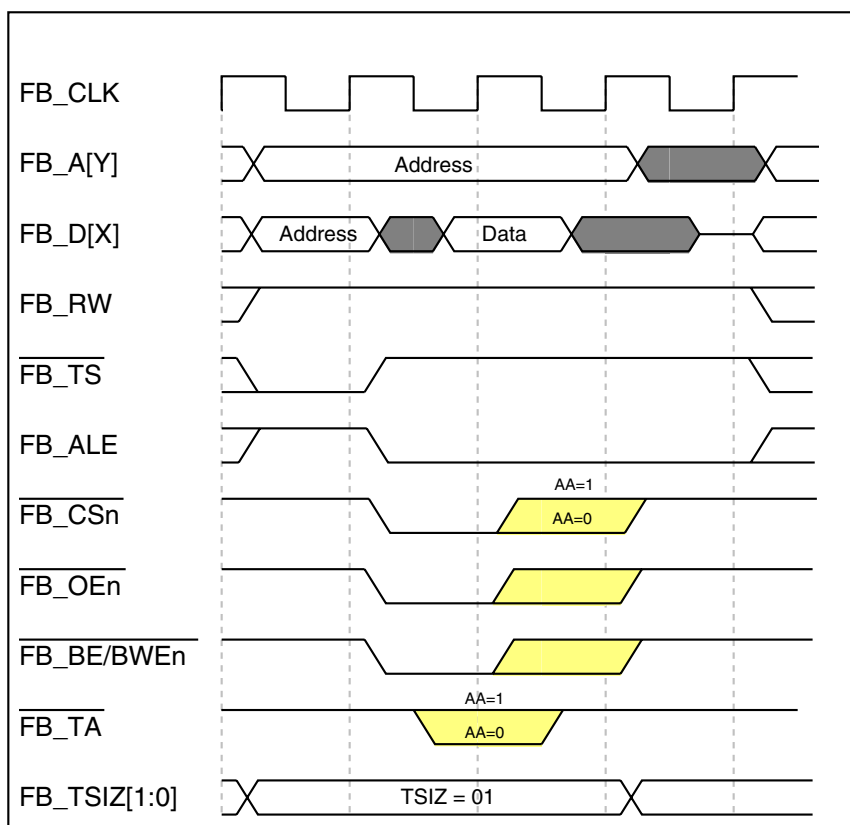 FB_CLK
FB_A[Y]
Address
FB_D[X]
Address
Data
FB_RW
FB_TS
FB_ALE
AA=1
FB_CSn
AA=0
FB_OEn
FB_BE/BWEn
AA=1
FB_TA
AA=0
FB_TSIZ[1:0]
TSIZ = 01